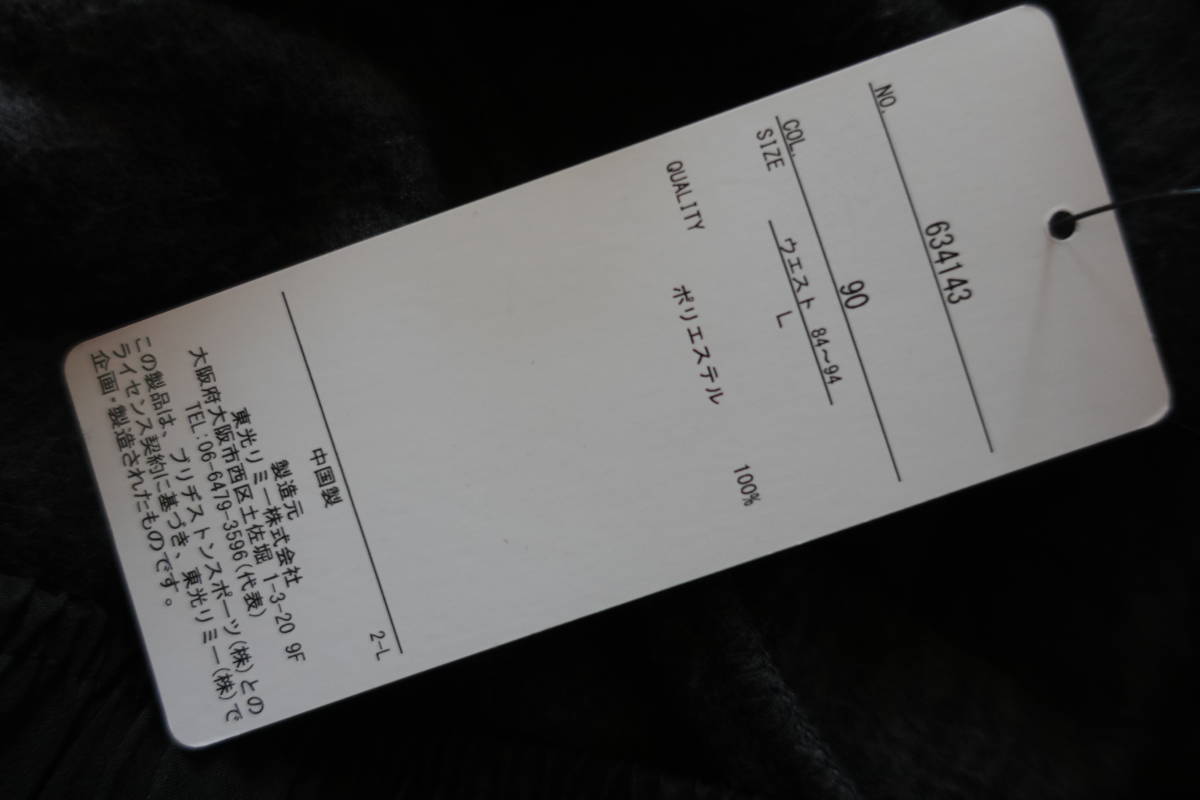 NO. 634143
COL. 90
SIZE ウエスト 84～94
L
QUALITY ポリエステル 100%
中国製 2-L
製造元
東光リミー株式会社
大阪府大阪市西区土佐堀 1-3-20 9F
TEL:06-6479-3596(代表)
この製品は、ブリヂストンスポーツ(株)との
ライセンス契約に基づき、東光リミー(株)で
企画・製造されたものです。